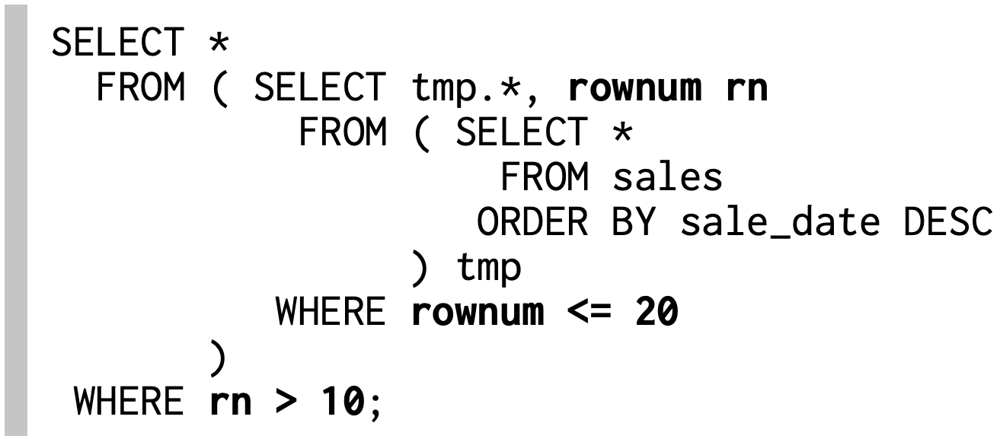 SELECT *
FROM ( SELECT tmp.*, rownum rn
FROM ( SELECT *
FROM sales
ORDER BY sale_date DESC
) tmp
WHERE rownum <= 20
)
WHERE rn > 10;